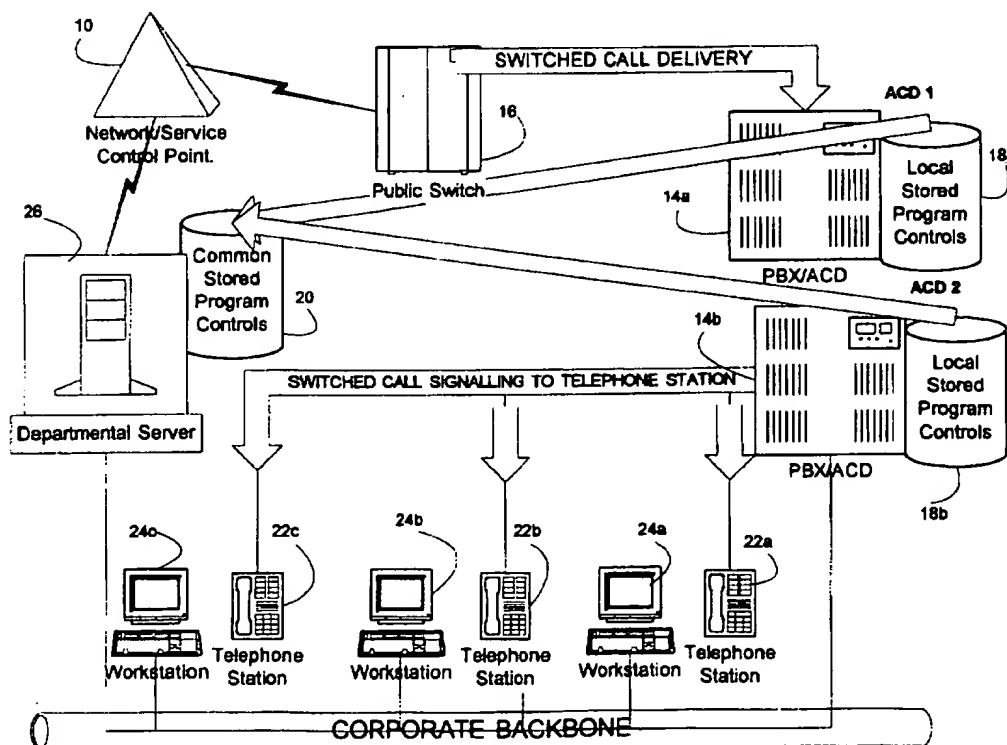 10
SWITCHED CALL DELIVERY
ACD 1
16
Network/Service
Control Point.
Public Switch
14a
Local
Stored
Program
Controls
18
26
PBX/ACD
Common
Stored
Program
Controls
20
ACD 2
14b
SWITCHED CALL SIGNALLING TO TELEPHONE STATION
Local
Stored
Program
Controls
Departmental Server
PBX/ACD
18b
24c
22c
24b
22b
24a
22a
Workstation
Telephone
Station
Workstation
Telephone
Station
Workstation
Telephone
Station
CORPORATE BACKBONE